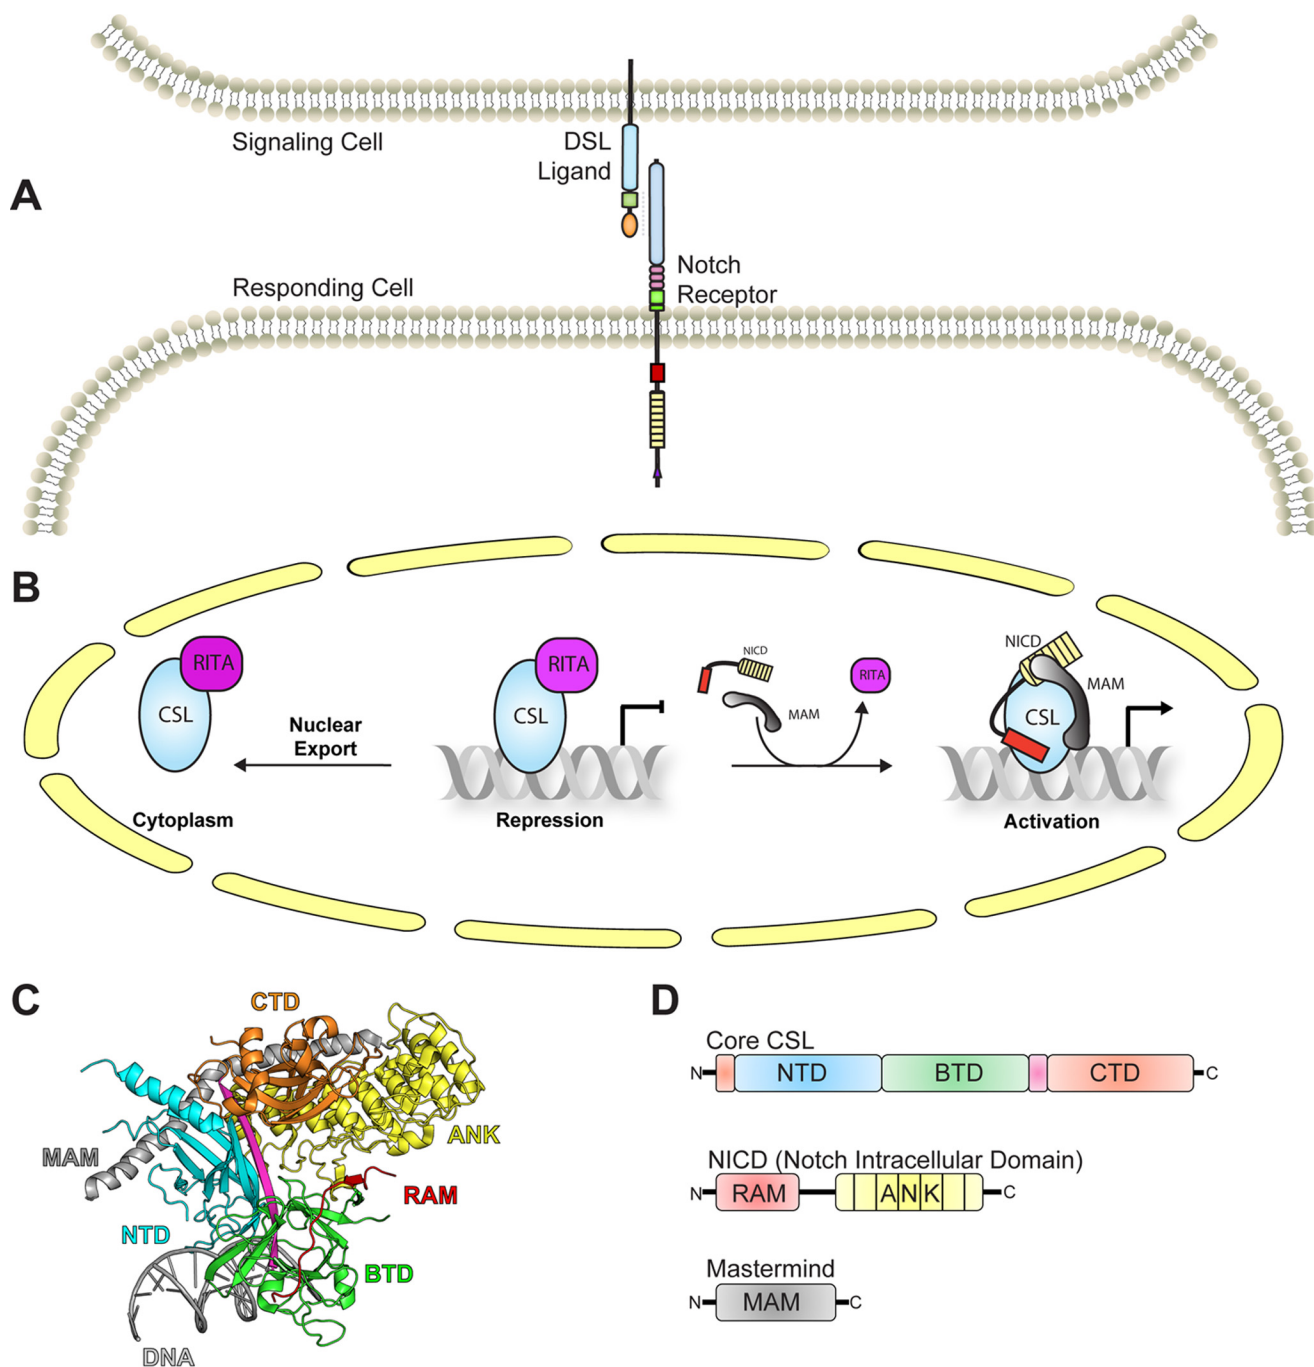 A
Signaling Cell
DSL
Ligand
Notch
Receptor
Responding Cell
B
RITA
CSL
Nuclear
Export
Cytoplasm
RITA
CSL
Repression
NICD
MAM
RITA
NICD
MAM
CSL
Activation
C
CTD
MAM
ANK
RAM
NTD
BTD
DNA
D
Core CSL
N NTD BTD CTD C
NICD (Notch Intracellular Domain)
N RAM ANK C
Mastermind
N MAM C